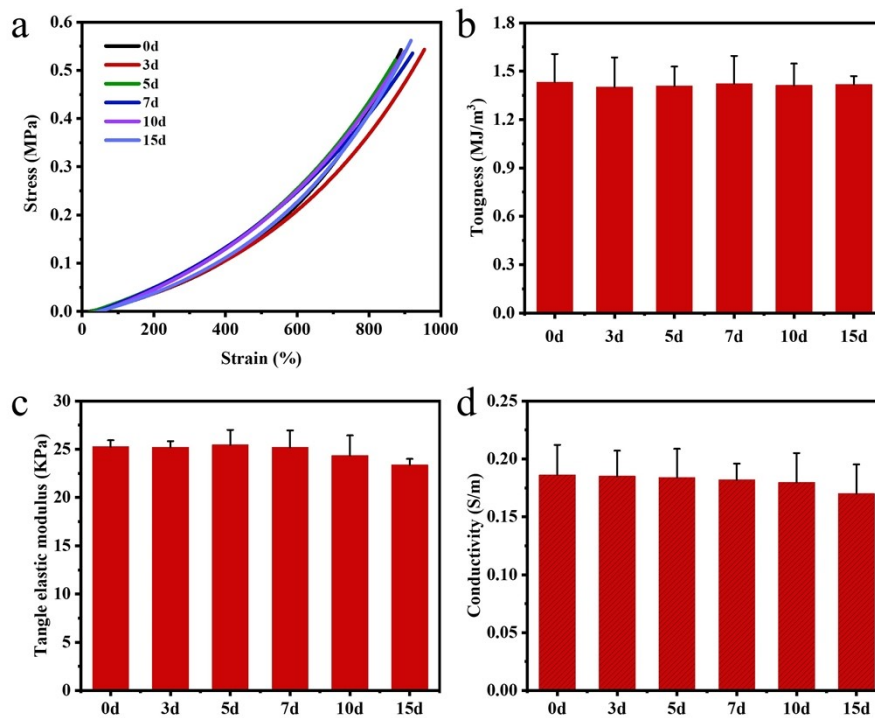 a
0.6
0.5
0.4
0.3
0.2
0.1
0.0
Stress (MPa)
0d
3d
5d
7d
10d
15d
0 200 400 600 800 1000
Strain (%)
b
1.8
1.5
1.2
0.9
0.6
0.3
0.0
Tougness (MJ/m³)
0d 3d 5d 7d 10d 15d
c
30
25
20
15
10
5
0
Tangle elastic modulus (KPa)
0d 3d 5d 7d 10d 15d
d
0.25
0.20
0.15
0.10
0.05
0.00
Conductivity (S/m)
0d 3d 5d 7d 10d 15d